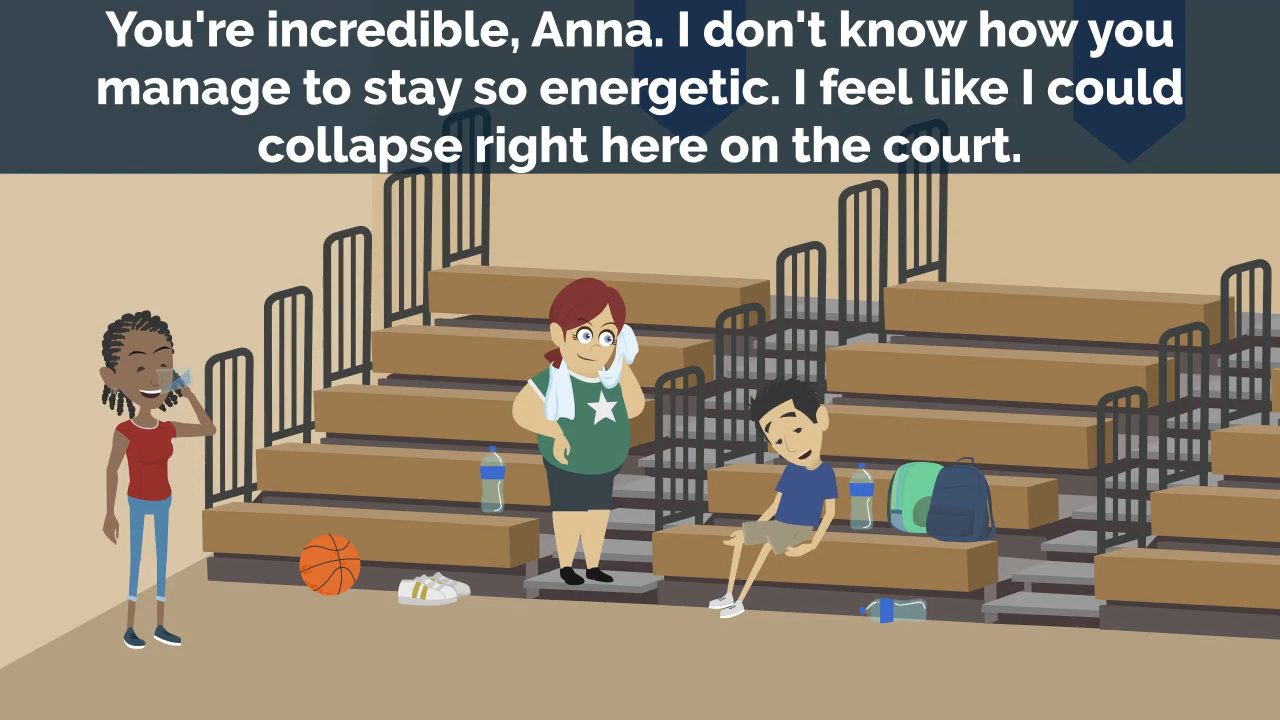 You're incredible, Anna. I don't know how you
manage to stay so energetic. I feel like I could
collapse right here on the court.